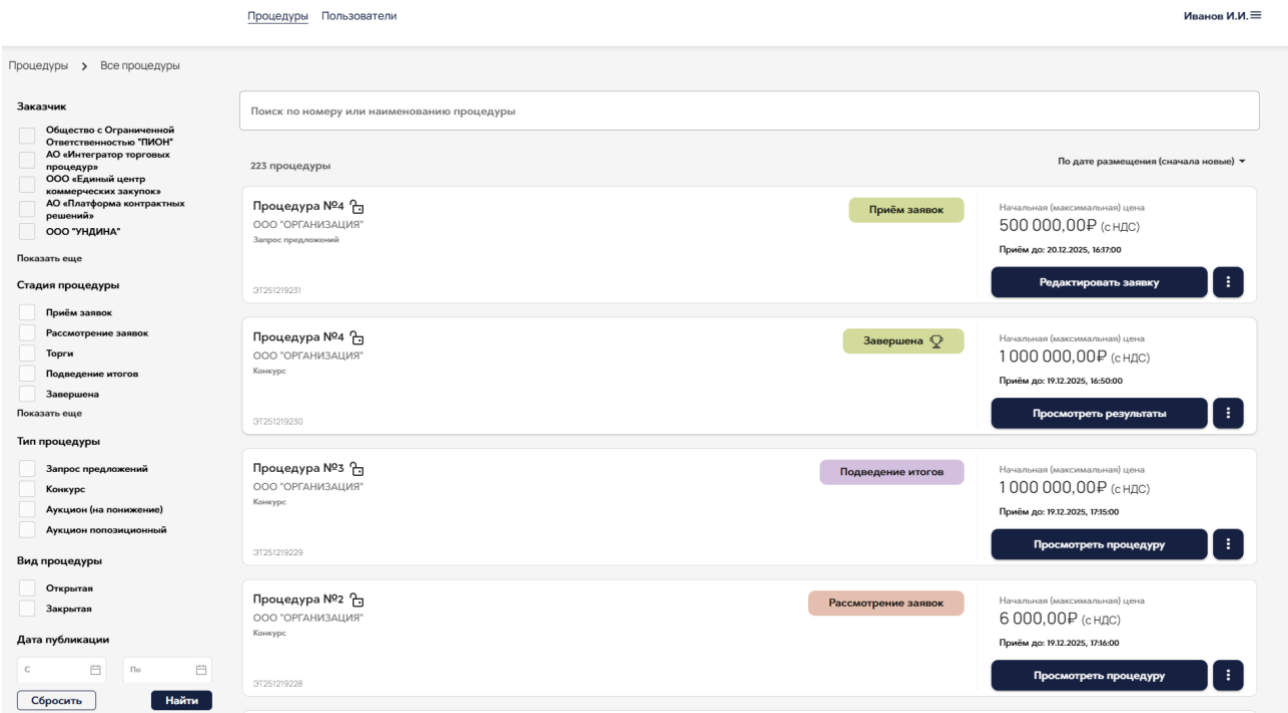 Процедуры Пользователи
Иванов И.И.
Процедуры > Все процедуры
Заказчик
Общество с Ограниченной
Ответственностью "ПИОН"
АО «Интегратор торговых
процедур»
ООО «Единый центр
коммерческих закупок»
АО «Платформа контрактных
решений»
ООО "УНДИНА"
Показать еще
Стадия процедуры
Приём заявок
Рассмотрение заявок
Торги
Подведение итогов
Завершена
Показать еще
Тип процедуры
Запрос предложений
Конкурс
Аукцион (на понижение)
Аукцион попозиционный
Вид процедуры
Открытая
Закрытая
Дата публикации
С По
Сбросить Найти
Поиск по номеру или наименованию процедуры
223 процедуры
По дате размещения (сначала новые)
Процедура №4
ООО "ОРГАНИЗАЦИЯ"
Запрос предложений
ЭТ251219231
Приём заявок
Начальная (максимальная) цена
500 000,00₽ (с НДС)
Приём до: 20.12.2025, 16:17:00
Редактировать заявку
Процедура №4
ООО "ОРГАНИЗАЦИЯ"
Конкурс
ЭТ251219230
Завершена
Начальная (максимальная) цена
1 000 000,00₽ (с НДС)
Приём до: 19.12.2025, 16:50:00
Просмотреть результаты
Процедура №3
ООО "ОРГАНИЗАЦИЯ"
Конкурс
ЭТ251219229
Подведение итогов
Начальная (максимальная) цена
1 000 000,00₽ (с НДС)
Приём до: 19.12.2025, 17:15:00
Просмотреть процедуру
Процедура №2
ООО "ОРГАНИЗАЦИЯ"
Конкурс
ЭТ251219228
Рассмотрение заявок
Начальная (максимальная) цена
6 000,00₽ (с НДС)
Приём до: 19.12.2025, 17:16:00
Просмотреть процедуру